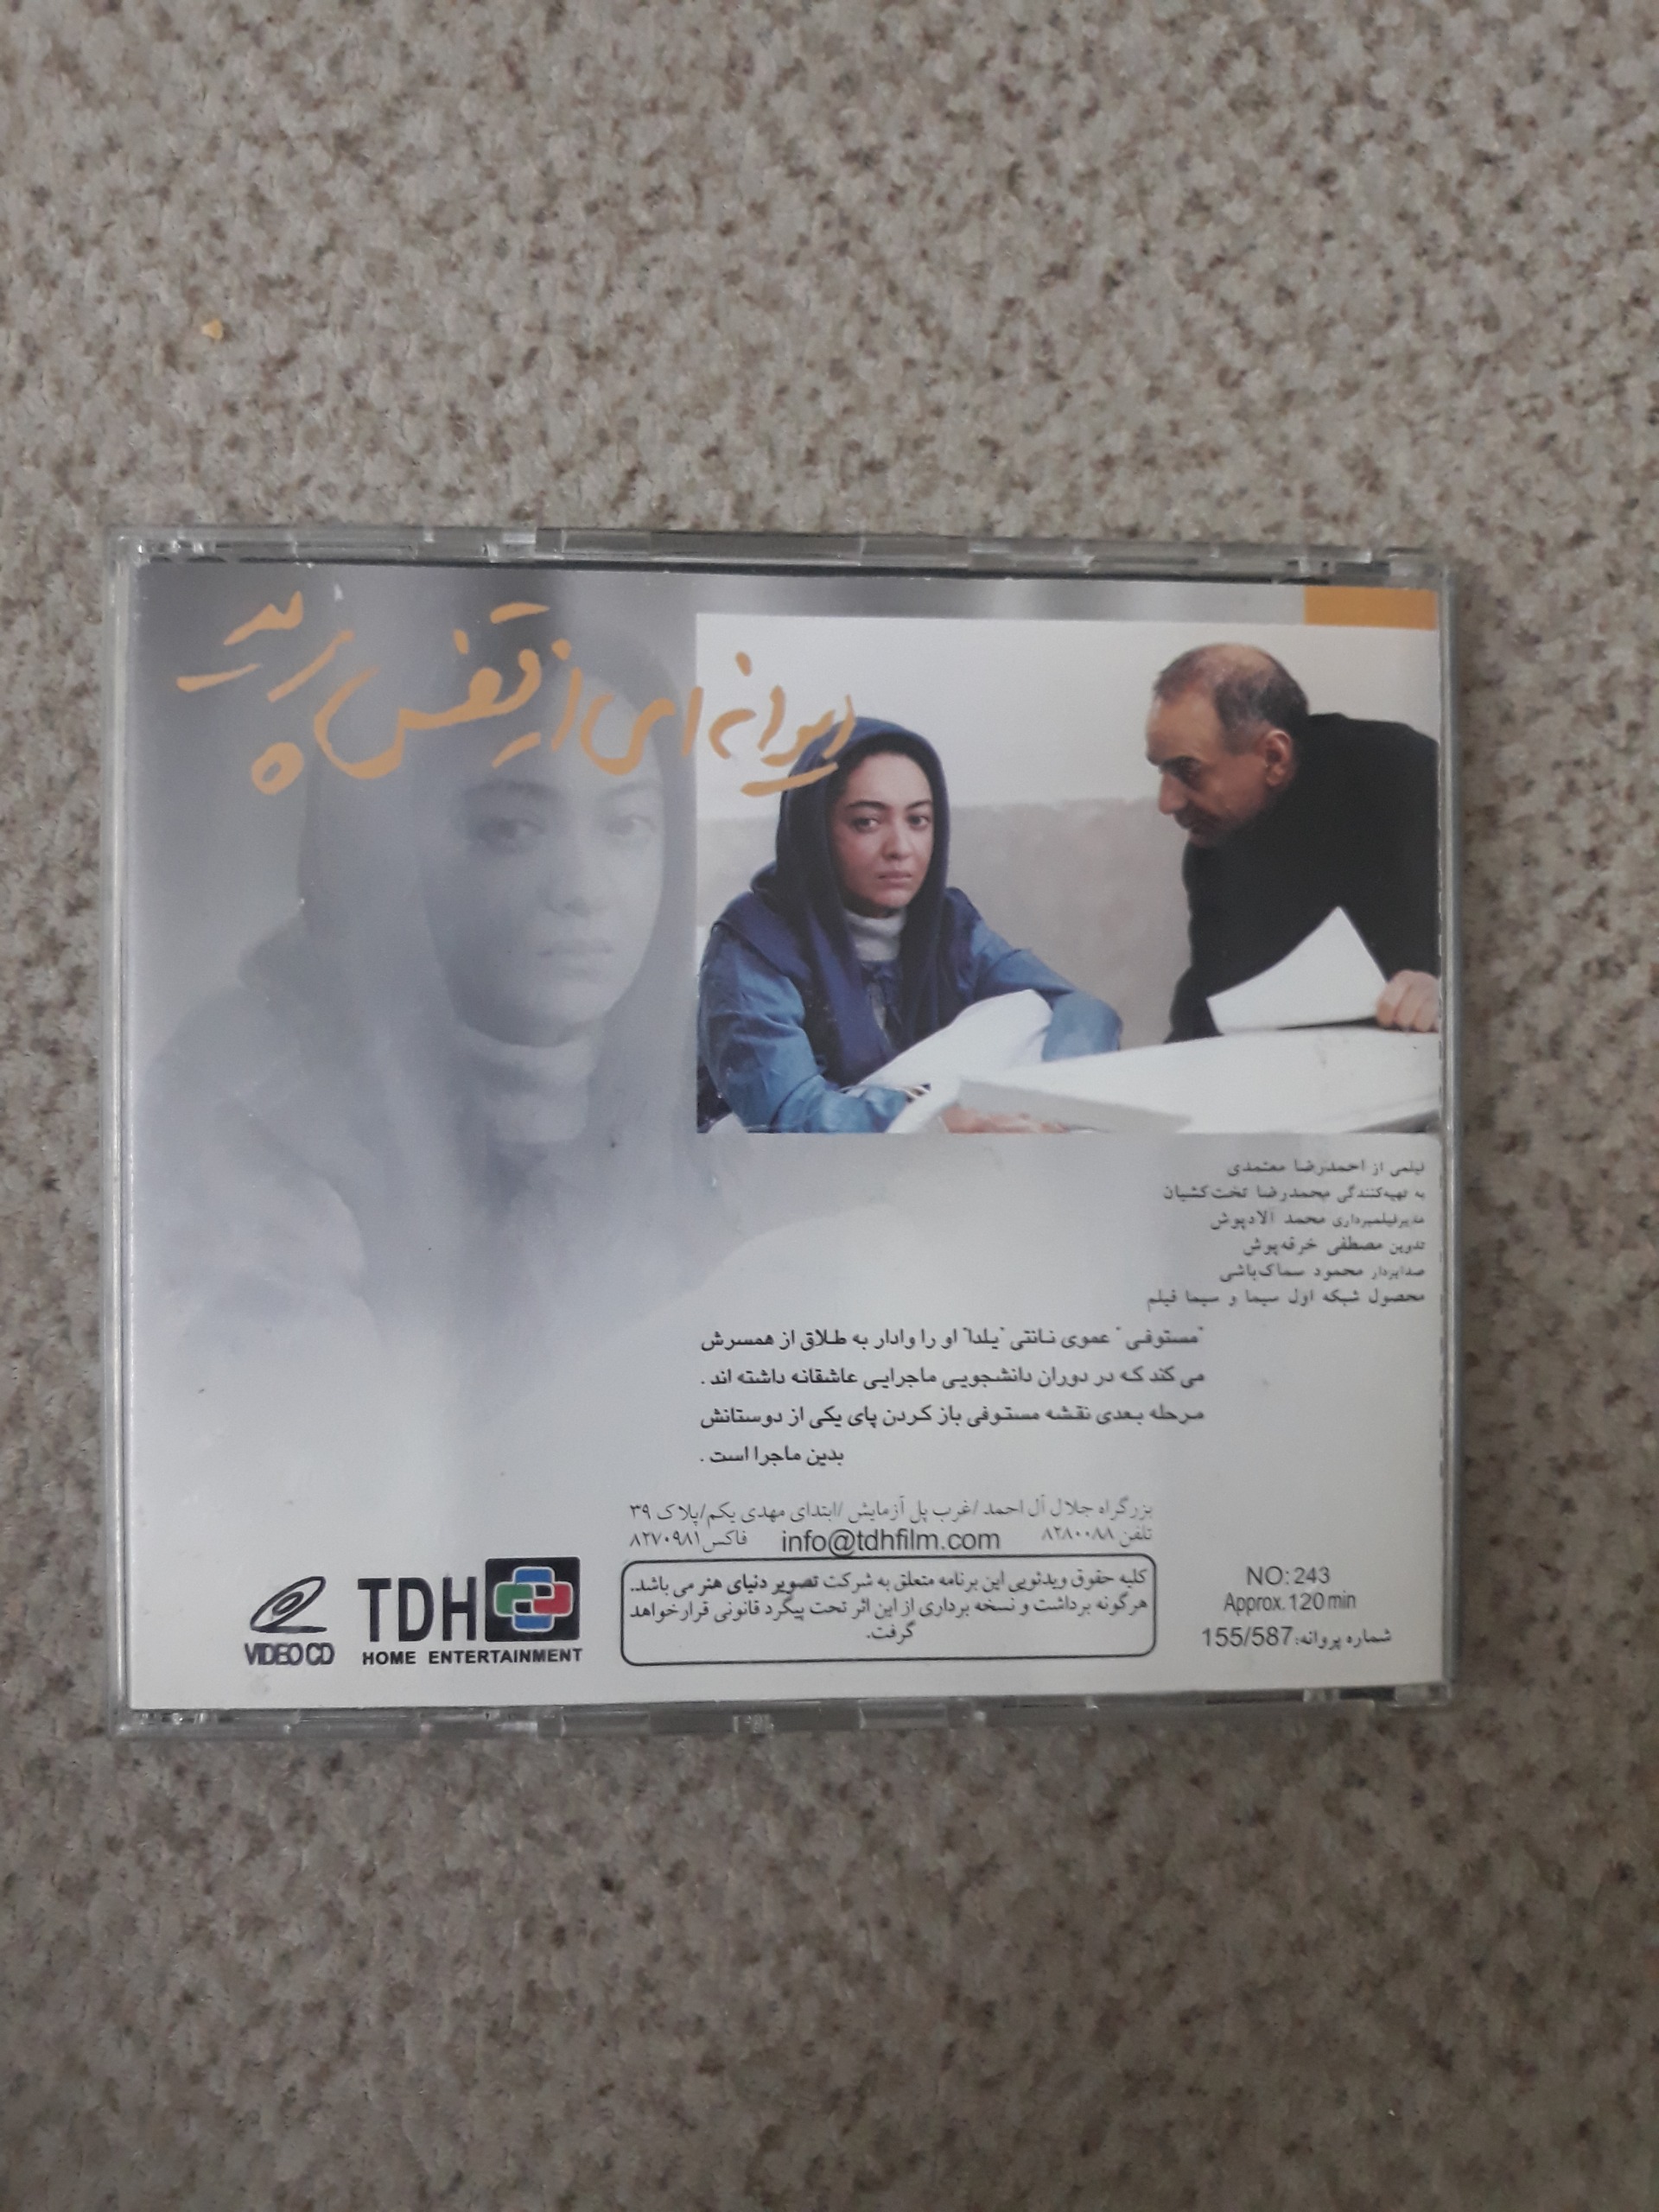 دیوانه ای از قفس پرید
فیلمی از احمدرضا معتمدی
به تهیه‌کنندگی محمدرضا تخت‌کشیان
مدیرفیلمبرداری محمد آلادپوش
تدوین مصطفی خرقه‌پوش
صدابردار محمود سماک‌باشی
محصول شبکه اول سیما و سیما فیلم
"مستوفی" عموی ناتنی "یلدا" او را وادار به طلاق از همسرش
می کند که در دوران دانشجویی ماجرایی عاشقانه داشته اند .
مرحله بعدی نقشه مستوفی باز کردن پای یکی از دوستانش
بدین ماجرا است .
بزرگراه جلال آل احمد /غرب پل آزمایش /ابتدای مهدی یکم/پلاک ۳۹
تلفن ۸۲۸۰۰۸۸ info@tdhfilm.com فاکس ۸۲۷۰۹۸۱
کلیه حقوق ویدئویی این برنامه متعلق به شرکت تصویر دنیای هنر می باشد.
هرگونه برداشت و نسخه برداری از این اثر تحت پیگرد قانونی قرارخواهد
گرفت.
NO:243
Approx.120min
شماره پروانه:155/587
TDH
HOME ENTERTAINMENT
VIDEO CD